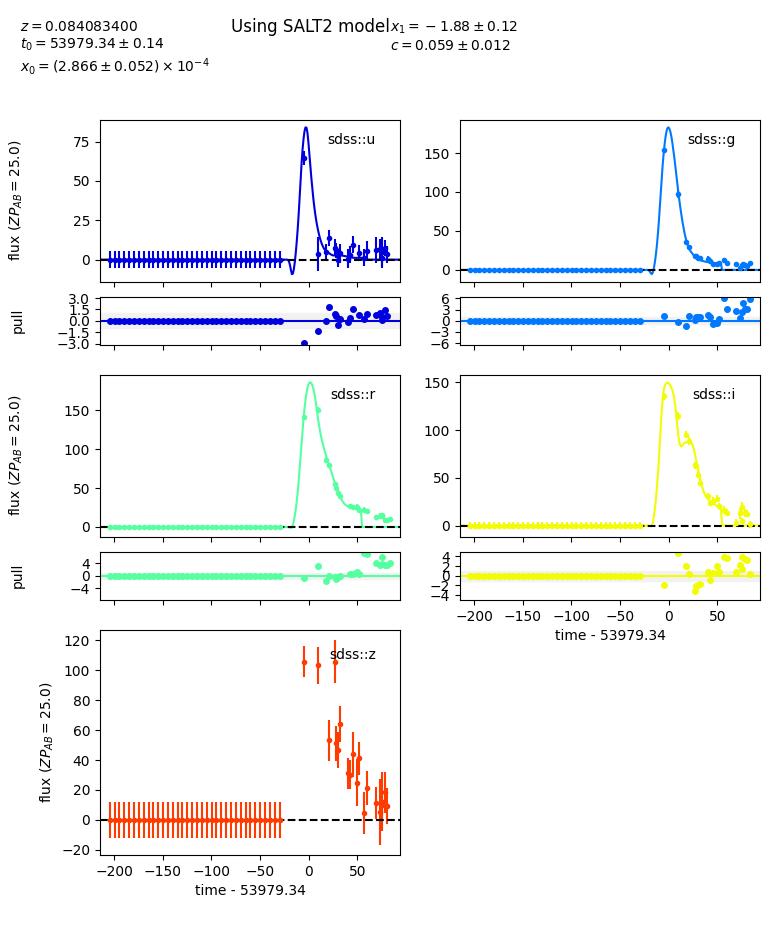 z = 0.084083400
Using SALT2 model
x₁ = −1.88 ± 0.12
t₀ = 53979.34 ± 0.14
c = 0.059 ± 0.012
x₀ = (2.866 ± 0.052) × 10⁻⁴
flux (ZP_AB = 25.0)
75
50
25
0
sdss::u
150
100
50
0
sdss::g
pull
3.0
1.5
0.0
−1.5
−3.0
6
3
0
−3
−6
flux (ZP_AB = 25.0)
150
100
50
0
sdss::r
150
100
50
0
sdss::i
pull
4
0
−4
4
2
0
−2
−4
−200 −150 −100 −50 0 50
time - 53979.34
flux (ZP_AB = 25.0)
120
100
80
60
40
20
0
−20
sdss::z
−200 −150 −100 −50 0 50
time - 53979.34